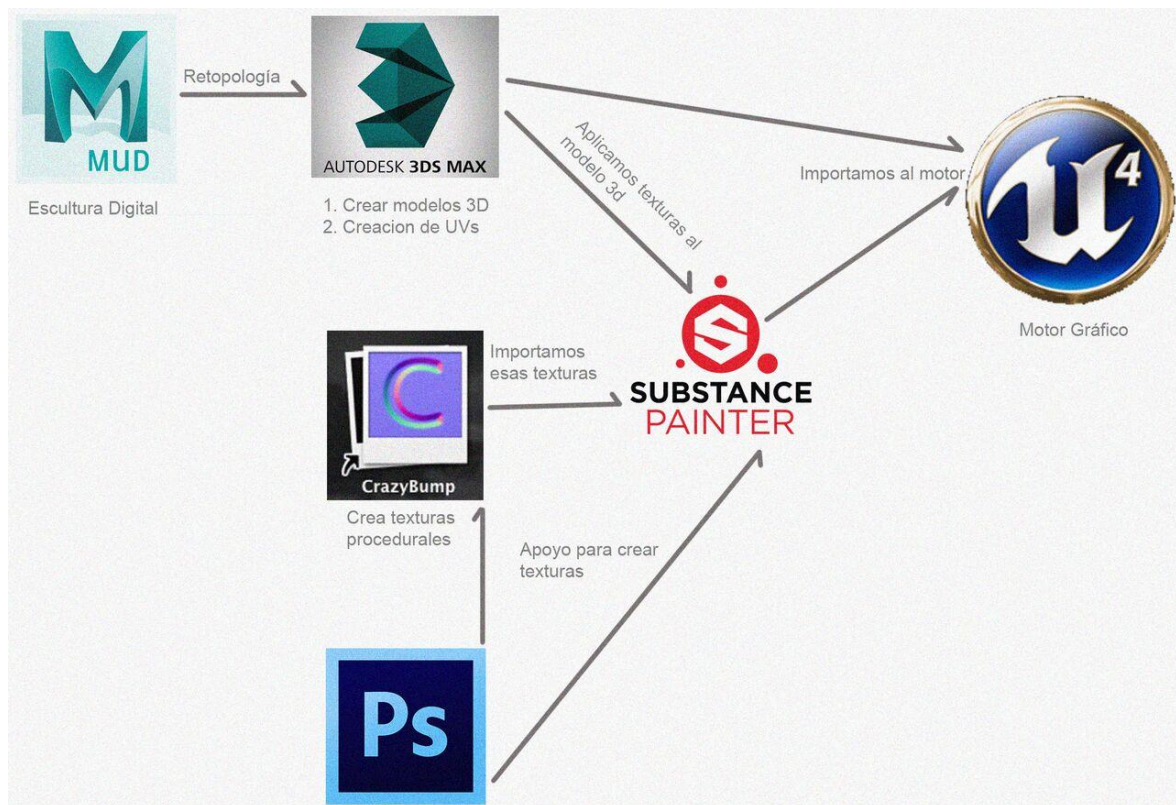 MUD
Escultura Digital
Retopología
AUTODESK 3DS MAX
1. Crear modelos 3D
2. Creacion de UVs
Aplicamos texturas al
modelo 3d
Importamos al motor
U4
Motor Gráfico
CrazyBump
Crea texturas
procedurales
Importamos
esas texturas
SUBSTANCE
PAINTER
Apoyo para crear
texturas
Ps